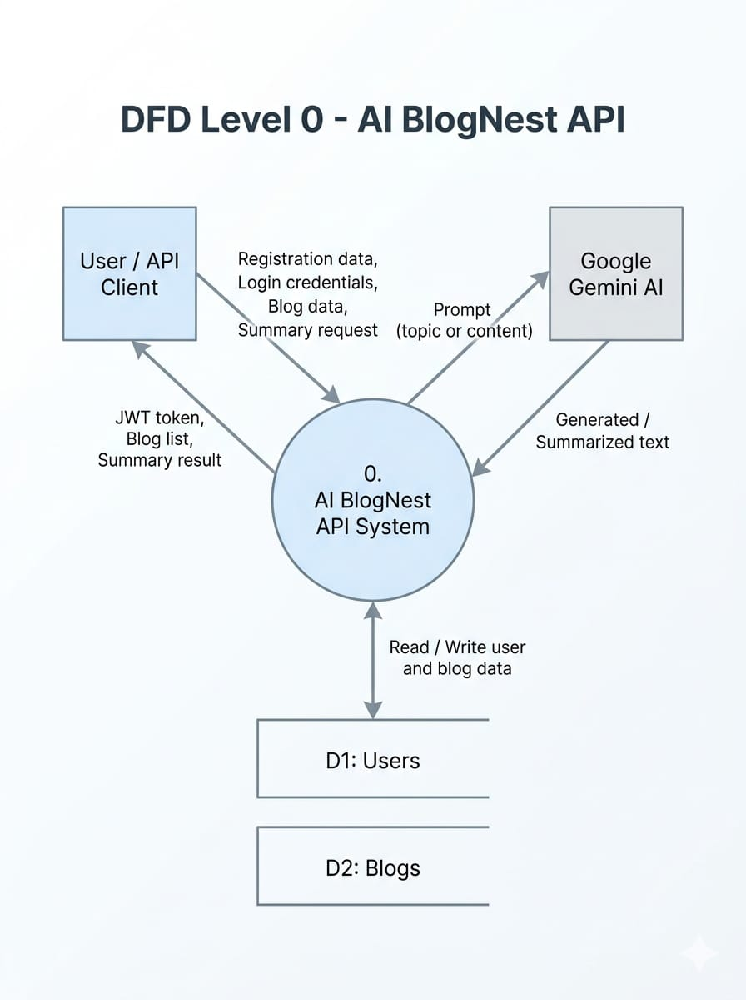 DFD Level 0 - AI BlogNest API
User / API
Client
Registration data,
Login credentials,
Blog data,
Summary request
Prompt
(topic or content)
Google
Gemini AI
JWT token,
Blog list,
Summary result
Generated /
Summarized text
0.
AI BlogNest
API System
Read / Write user
and blog data
D1: Users
D2: Blogs